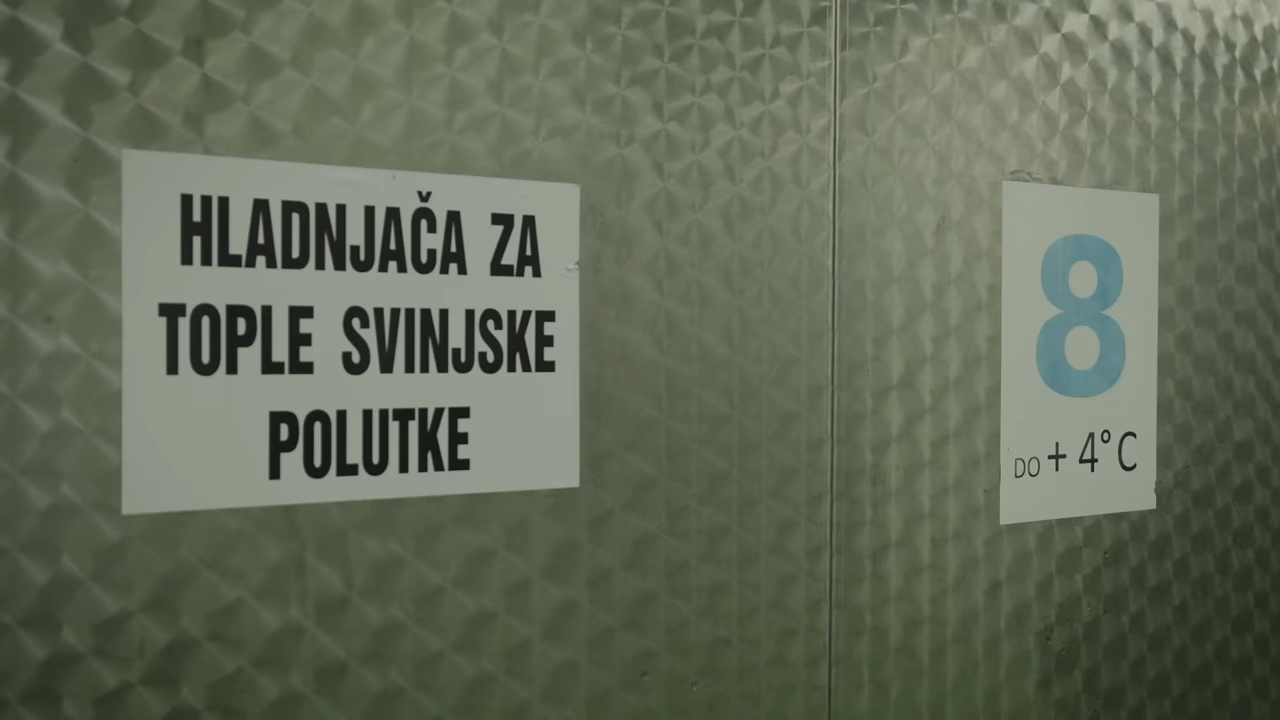 HLADNJAČA ZA
TOPLE SVINJSKE
POLUTKE
8
DO + 4°C